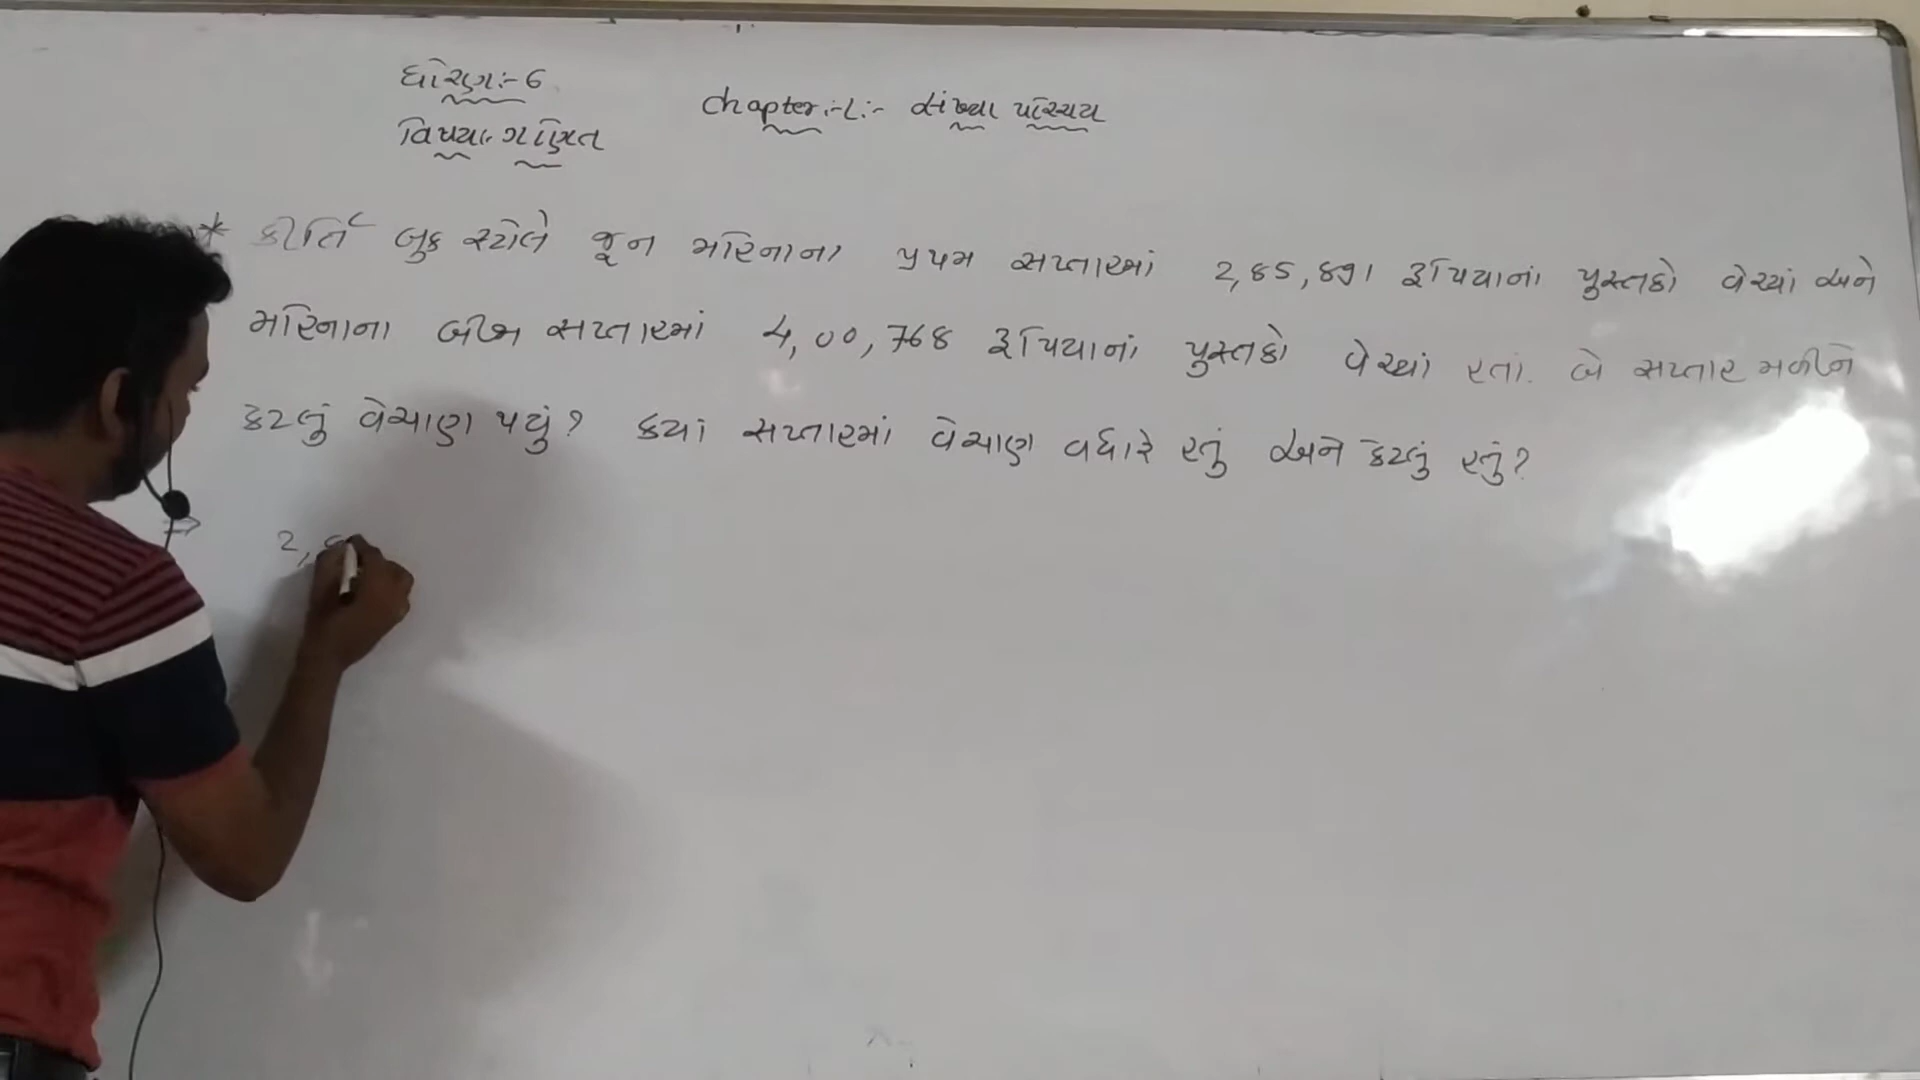 ધોરણ:- 6
વિષય:- ગણિત
Chapter:-1:- સંખ્યા પરિચય
* કીર્તિ બુક સ્ટોલે જૂન મહિનાના પ્રથમ સપ્તાહમાં 2,85,891 રૂપિયાનાં પુસ્તકો વેચ્યાં અને
મહિનાના બીજા સપ્તાહમાં 4,00,768 રૂપિયાનાં પુસ્તકો વેચ્યાં હતાં. બે સપ્તાહ મળીને
કેટલું વેચાણ થયું? કયાં સપ્તાહમાં વેચાણ વધારે હતું અને કેટલું હતું?
⇒ 2,8